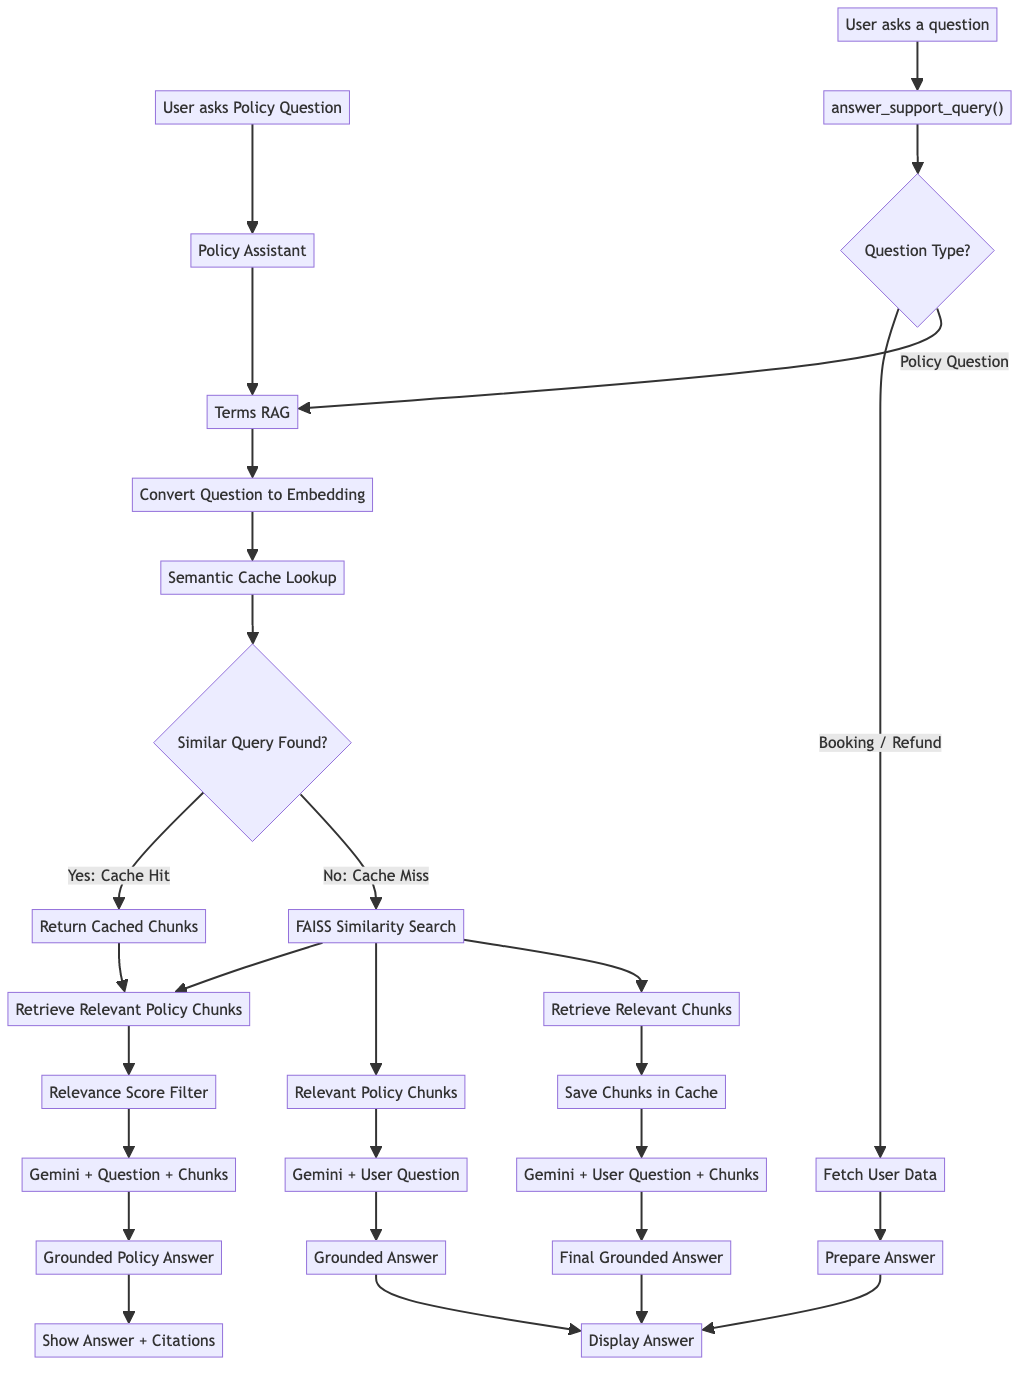 User asks a question
User asks Policy Question
answer_support_query()
Policy Assistant
Question Type?
Policy Question
Terms RAG
Convert Question to Embedding
Semantic Cache Lookup
Similar Query Found?
Booking / Refund
Yes: Cache Hit
No: Cache Miss
Return Cached Chunks
FAISS Similarity Search
Retrieve Relevant Policy Chunks
Retrieve Relevant Chunks
Relevance Score Filter
Relevant Policy Chunks
Save Chunks in Cache
Gemini + Question + Chunks
Gemini + User Question
Gemini + User Question + Chunks
Fetch User Data
Grounded Policy Answer
Grounded Answer
Final Grounded Answer
Prepare Answer
Show Answer + Citations
Display Answer